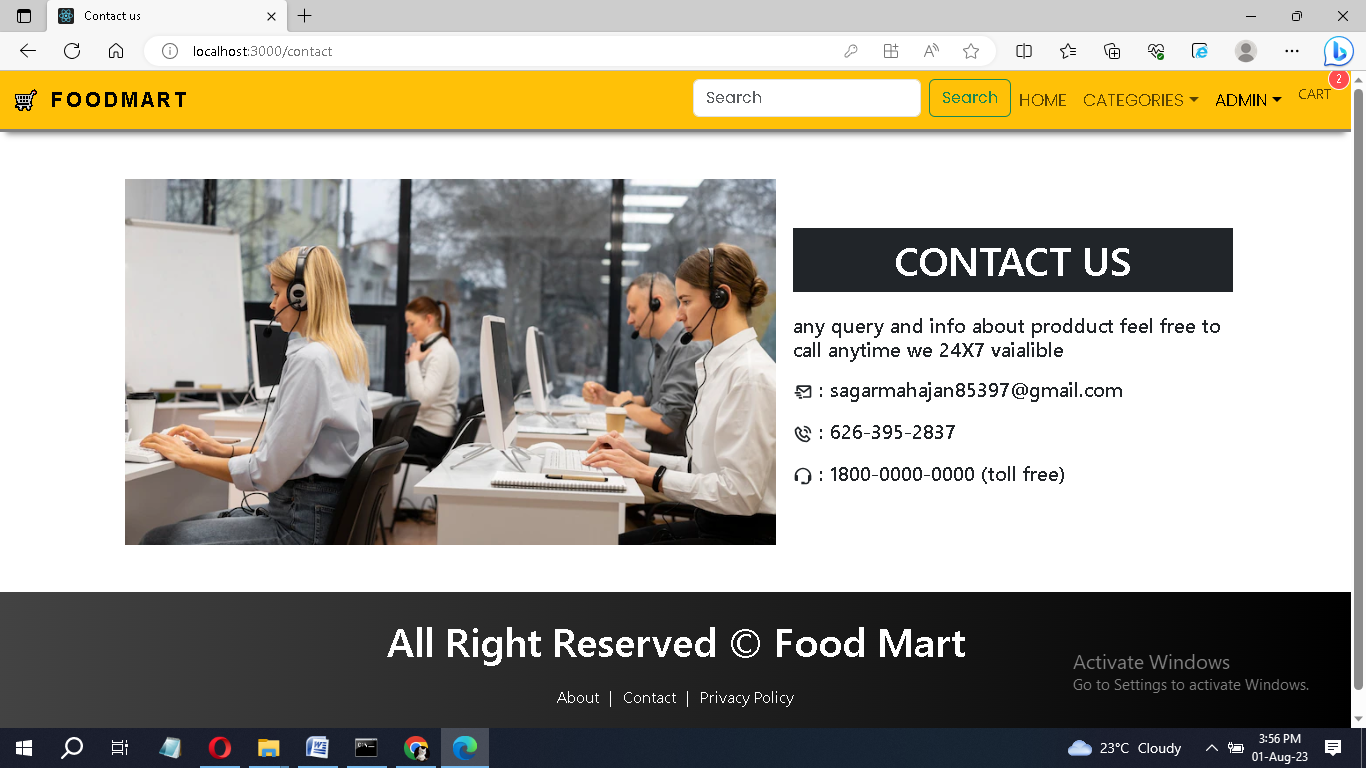 Contact us
localhost:3000/contact
FOODMART
Search
Search
HOME
CATEGORIES
ADMIN
CART
2
CONTACT US
any query and info about prodduct feel free to
call anytime we 24X7 vaialible
: sagarmahajan85397@gmail.com
: 626-395-2837
: 1800-0000-0000 (toll free)
All Right Reserved © Food Mart
About | Contact | Privacy Policy
Activate Windows
Go to Settings to activate Windows.
23°C Cloudy
3:56 PM
01-Aug-23